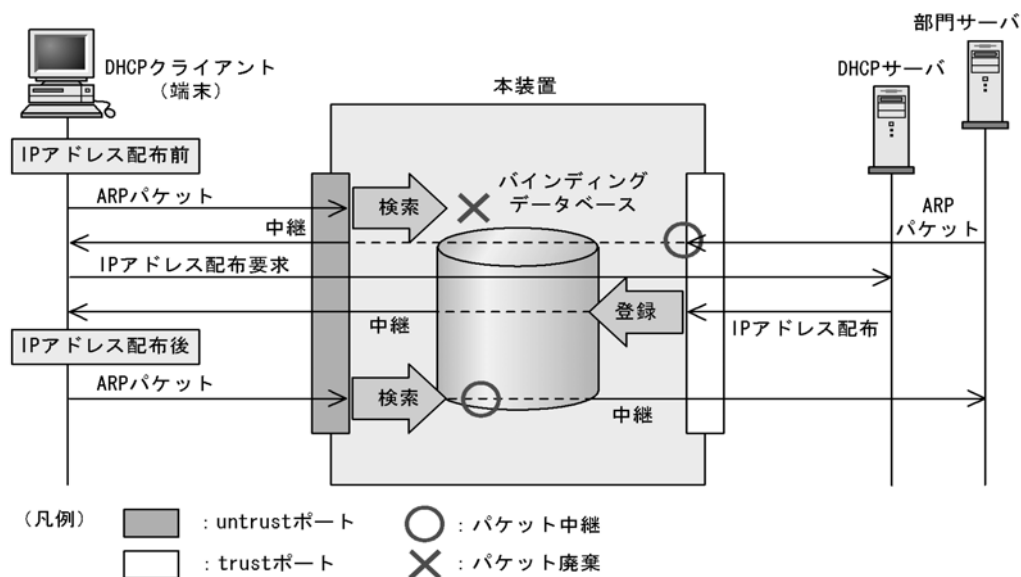 部門サーバ
DHCPクライアント
(端末)
本装置
DHCPサーバ
IPアドレス配布前
ARPパケット
検索
バインディング
データベース
ARP
パケット
中継
IPアドレス配布要求
登録
中継
IPアドレス配布
IPアドレス配布後
ARPパケット
検索
中継
(凡例)
:untrustポート
:パケット中継
:trustポート
:パケット廃棄